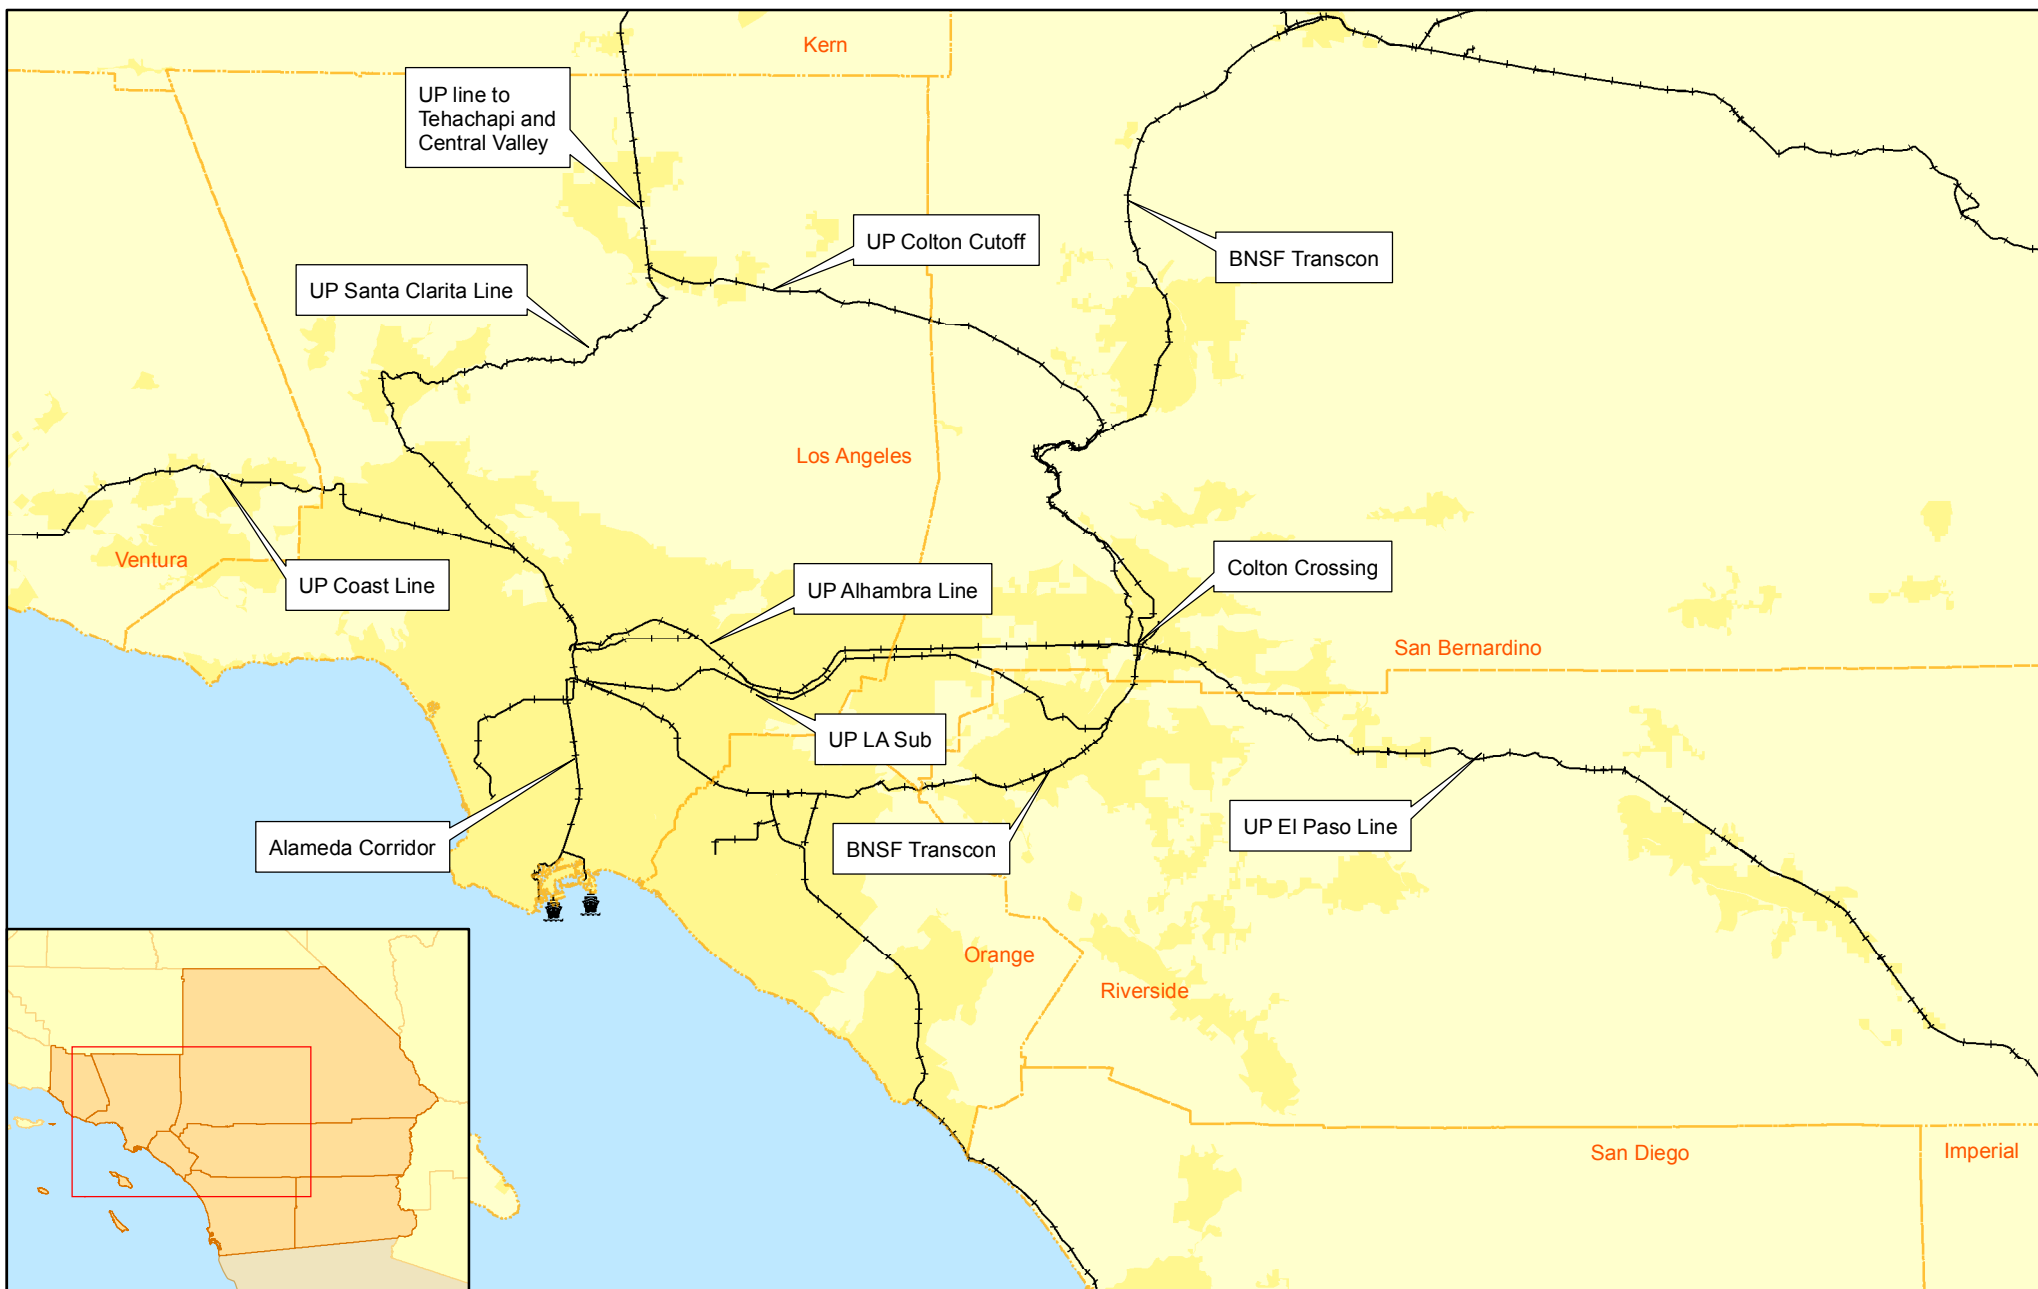 Kern
UP line to
Tehachapi and
Central Valley
UP Colton Cutoff
BNSF Transcon
UP Santa Clarita Line
Los Angeles
Ventura
UP Coast Line
UP Alhambra Line
Colton Crossing
San Bernardino
UP LA Sub
Alameda Corridor
BNSF Transcon
UP El Paso Line
Orange
Riverside
San Diego
Imperial